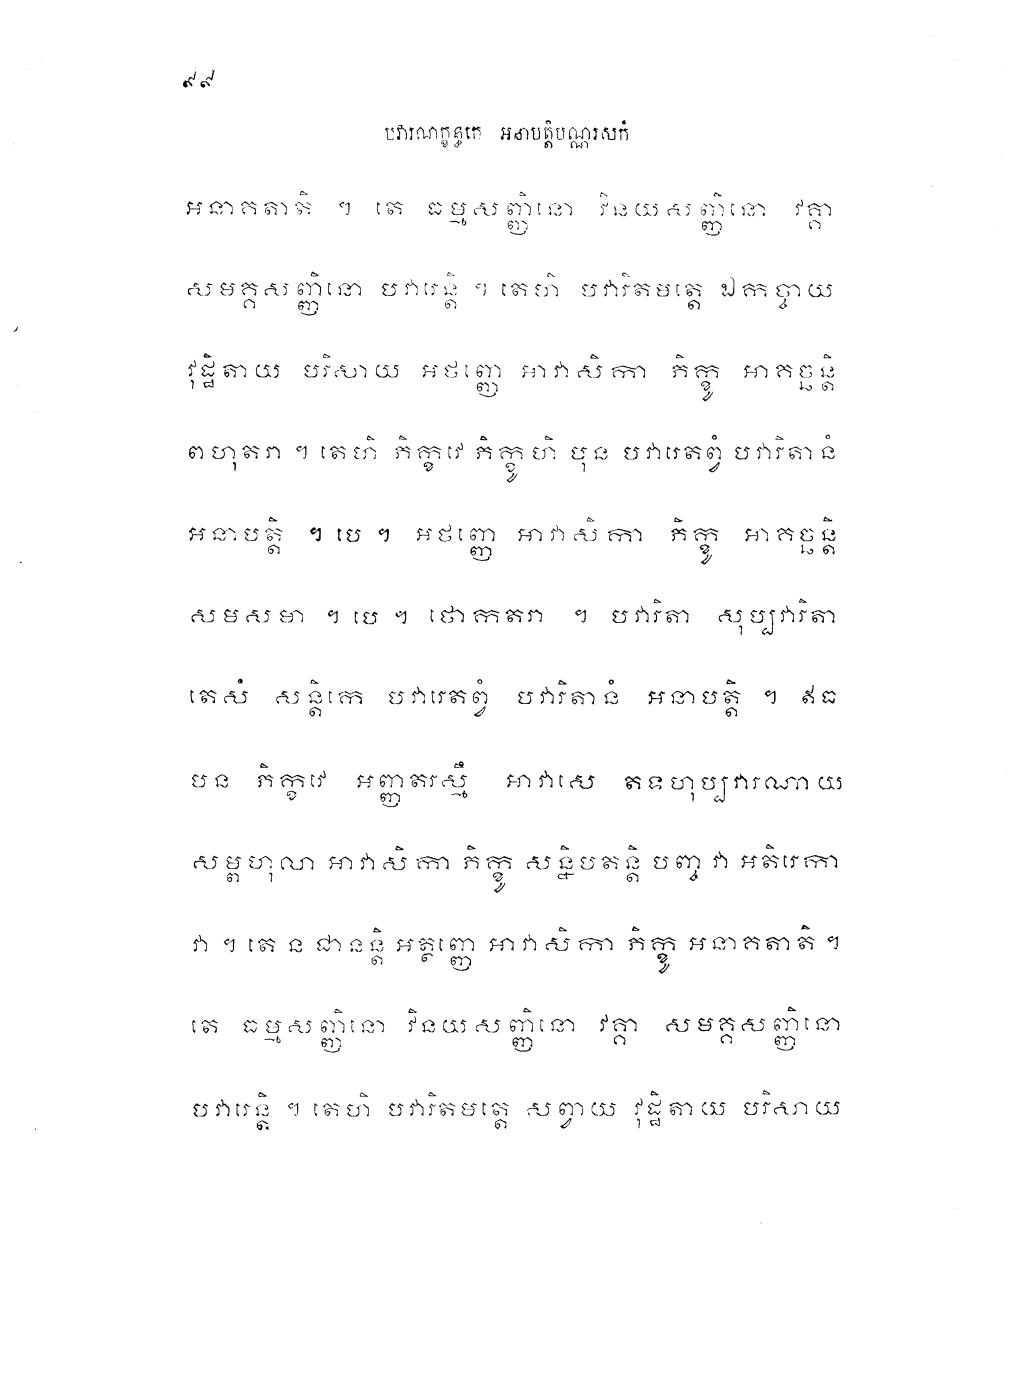 ៩៩
បវារណក្ខន្ធកេ អនាបត្តិបណ្ណរសកំ
អនាគតាតិ ។ តេ ធម្មសញ្ញិនោ វិនយសញ្ញិនោ វគ្គា
សមគ្គសញ្ញិនោ បវារេន្តិ ។ តេហិ បវារិតមត្តេ ឯកច្ចាយ
វុដ្ឋិតាយ បរិសាយ អថញ្ញេ អាវាសិកា ភិក្ខូ អាគច្ឆន្តិ
ពហុតរា ។ តេហិ ភិក្ខវេ ភិក្ខូហិ បុន បវារេតព្វំ បវារិតានំ
អនាបត្តិ ។ បេ ។ អថញ្ញេ អាវាសិកា ភិក្ខូ អាគច្ឆន្តិ
សមសមា ។ បេ ។ ថោកតរា ។ បវារិតា សុប្បវារិតា
តេសំ សន្តិកេ បវារេតព្វំ បវារិតានំ អនាបត្តិ ។ ឥធ
បន ភិក្ខវេ អញ្ញតរស្មឹ អាវាសេ តទហុប្បវារណាយ
សម្ពហុលា អាវាសិកា ភិក្ខូ សន្និបតន្តិ បញ្ច វា អតិរេកា
វា ។ តេ ន ជានន្តិ អត្ថញ្ញេ អាវាសិកា ភិក្ខូ អនាគតាតិ ។
តេ ធម្មសញ្ញិនោ វិនយសញ្ញិនោ វគ្គា សមគ្គសញ្ញិនោ
បវារេន្តិ ។ តេហិ បវារិតមត្តេ សព្វាយ វុដ្ឋិតាយ បរិសាយ